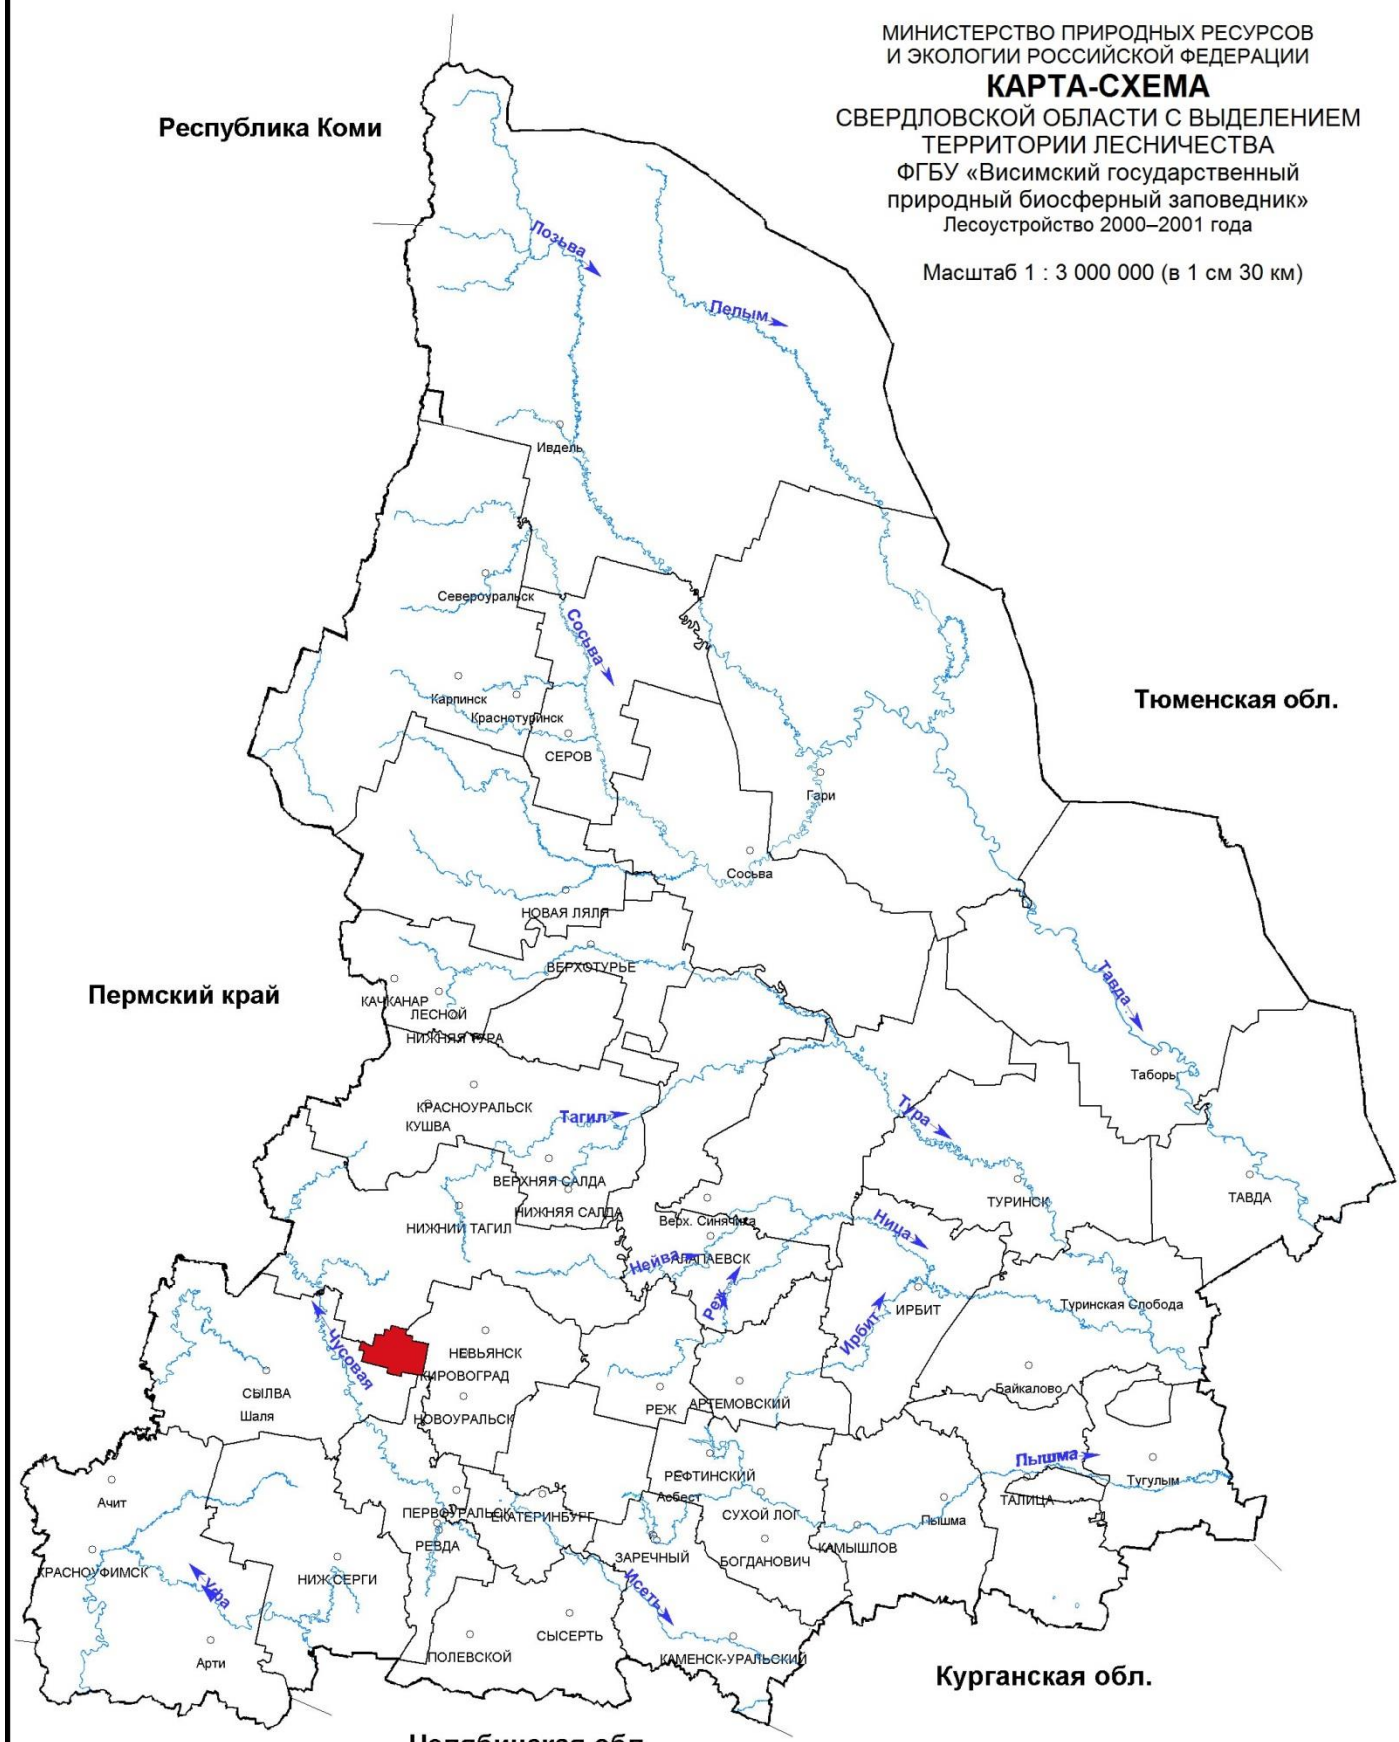 МИНИСТЕРСТВО ПРИРОДНЫХ РЕСУРСОВ
И ЭКОЛОГИИ РОССИЙСКОЙ ФЕДЕРАЦИИ
КАРТА-СХЕМА
СВЕРДЛОВСКОЙ ОБЛАСТИ С ВЫДЕЛЕНИЕМ
ТЕРРИТОРИИ ЛЕСНИЧЕСТВА
ФГБУ «Висимский государственный
природный биосферный заповедник»
Лесоустройство 2000–2001 года
Масштаб 1 : 3 000 000 (в 1 см 30 км)
Республика Коми
Лозьва
Пелым
Ивдель
Североуральск
Сосьва
Карпинск
Краснотурьинск
СЕРОВ
Тюменская обл.
Гари
Сосьва
НОВАЯ ЛЯЛЯ
ВЕРХОТУРЬЕ
Пермский край
КАЧКАНАР
ЛЕСНОЙ
НИЖНЯЯ ТУРА
Тавда
Таборы
КРАСНОУРАЛЬСК
КУШВА
Тагил
Тура
ВЕРХНЯЯ САЛДА
НИЖНЯЯ САЛДА
НИЖНИЙ ТАГИЛ
Верх. Синячиха
ТУРИНСК
ТАВДА
Ница
Нейва
АЛАПАЕВСК
Реж
Ирбит
ИРБИТ
Туринская Слобода
Чусовая
НЕВЬЯНСК
КИРОВОГРАД
СЫЛВА
Шаля
НОВОУРАЛЬСК
РЕЖ
АРТЕМОВСКИЙ
Байкалово
Пышма
Тугулым
РЕФТИНСКИЙ
Асбест
ТАЛИЦА
Ачит
ПЕРВОУРАЛЬСК
ЕКАТЕРИНБУРГ
СУХОЙ ЛОГ
Пышма
РЕВДА
ЗАРЕЧНЫЙ
БОГДАНОВИЧ
КАМЫШЛОВ
КРАСНОУФИМСК
НИЖ.СЕРГИ
Уфа
Исеть
СЫСЕРТЬ
Арти
ПОЛЕВСКОЙ
КАМЕНСК-УРАЛЬСКИЙ
Курганская обл.
Челябинская обл.